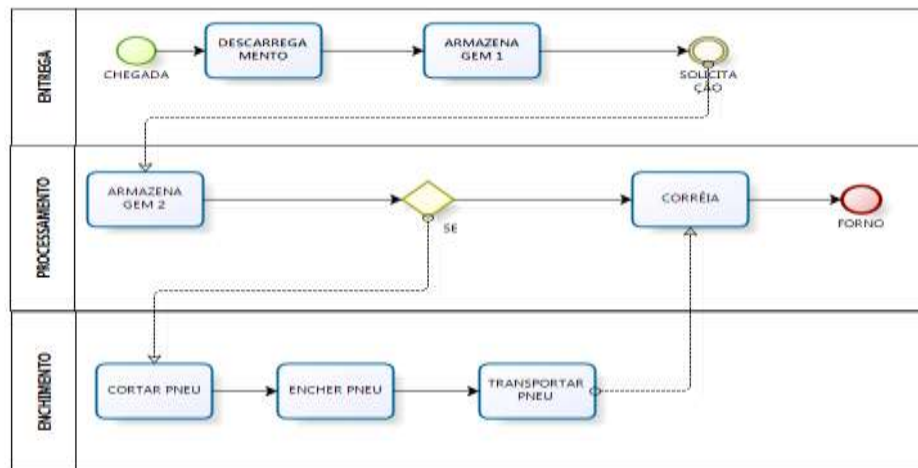 ENTREGA
CHEGADA
DESCARREGA
MENTO
ARMAZENA
GEM 1
SOLICITA
ÇÃO
PROCESSAMENTO
ARMAZENA
GEM 2
SE
CORRÊIA
FORNO
ENCHIMENTO
CORTAR PNEU
ENCHER PNEU
TRANSPORTAR
PNEU